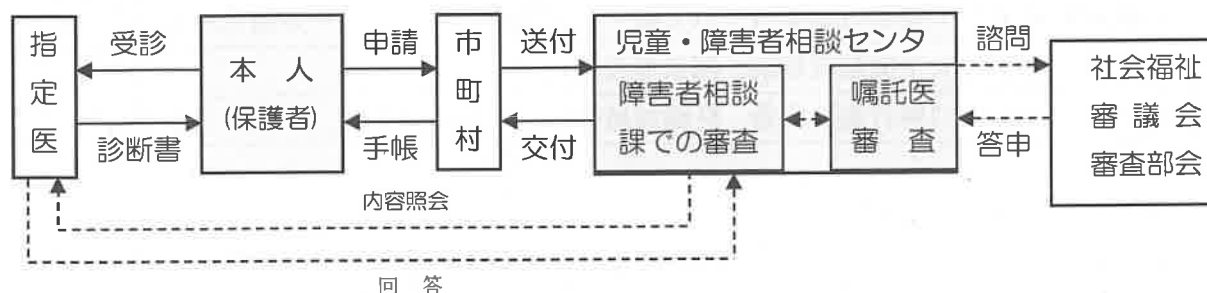 指定医
受診
診断書
本 人
(保護者)
申請
手帳
市町村
送付
交付
児童・障害者相談センタ
障害者相談
課での審査
嘱託医
審 査
諮問
答申
社会福祉
審 議 会
審査部会
内容照会
回 答